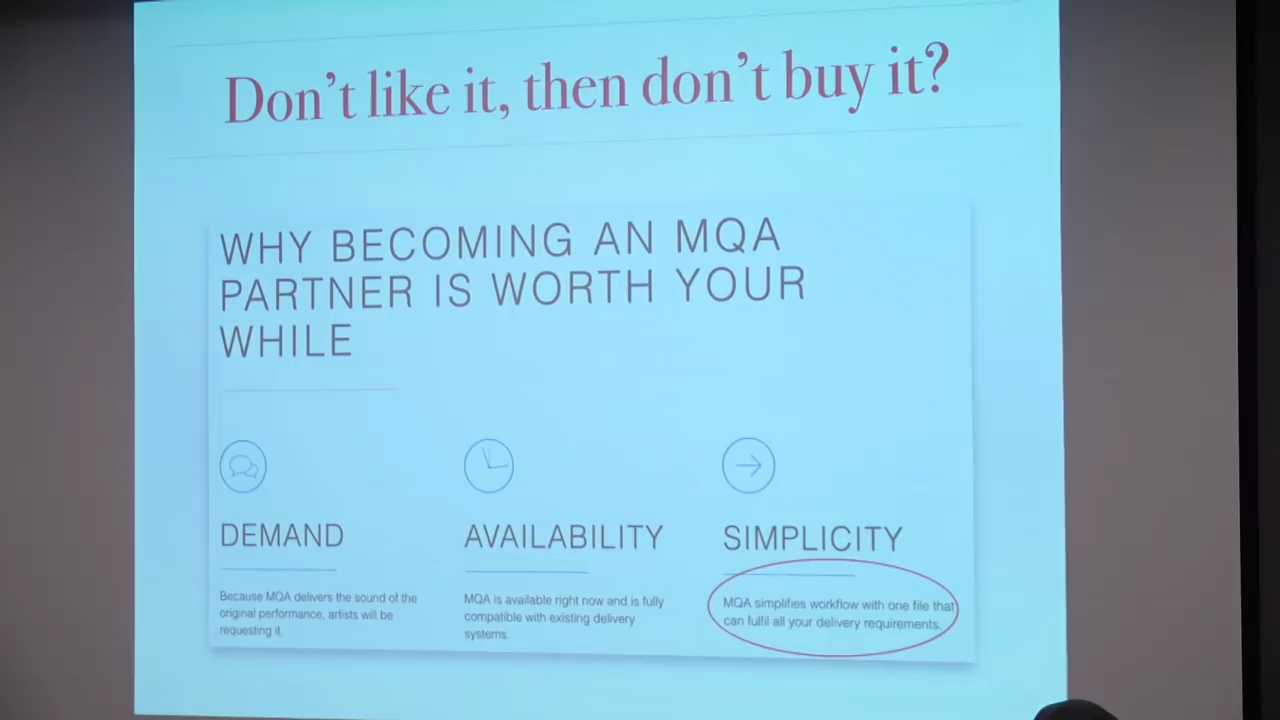 Don't like it, then don't buy it?
WHY BECOMING AN MQA
PARTNER IS WORTH YOUR
WHILE
DEMAND
Because MQA delivers the sound of the
original performance, artists will be
requesting it.
AVAILABILITY
MQA is available right now and is fully
compatible with existing delivery
systems.
SIMPLICITY
MQA simplifies workflow with one file that
can fulfil all your delivery requirements.